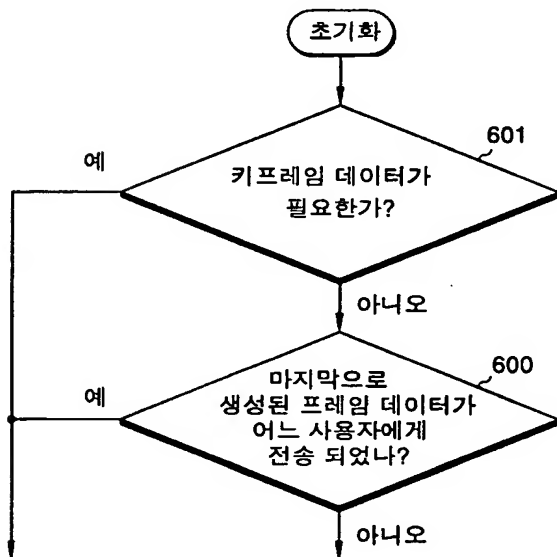 초기화
601
예
키프레임 데이터가
필요한가?
아니오
600
예
마지막으로
생성된 프레임 데이터가
어느 사용자에게
전송 되었나?
아니오